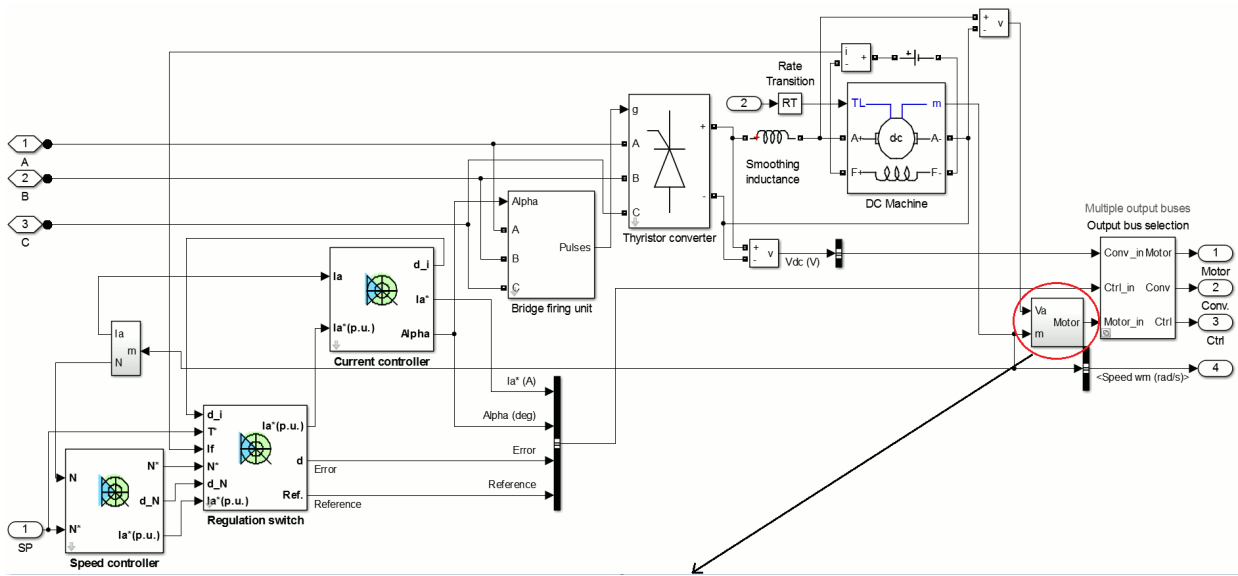 +
-
v
i
+
-
Rate
Transition
2
RT
TL
m
A+
dc
A-
F+
F-
DC Machine
Smoothing
inductance
g
A
B
C
+
-
Thyristor converter
1
A
2
B
3
C
Alpha
A
B
C
Pulses
Bridge firing unit
+
-
v
Vdc (V)
Multiple output buses
Output bus selection
Conv_in
Motor
Ctrl_in
Conv
Motor_in
Ctrl
1
Motor
2
Conv.
3
Ctrl
4
<Speed wm (rad/s)>
Va
m
Motor
Ia
Ia*(p.u.)
d_i
Ia*
Alpha
Current controller
Ia
m
N
Ia* (A)
Alpha (deg)
Error
Reference
d_i
T*
If
N*
d_N
Ia*(p.u.)
Ia*(p.u.)
d
Ref.
Error
Reference
Regulation switch
N
N*
N*
d_N
Ia*(p.u.)
Speed controller
1
SP